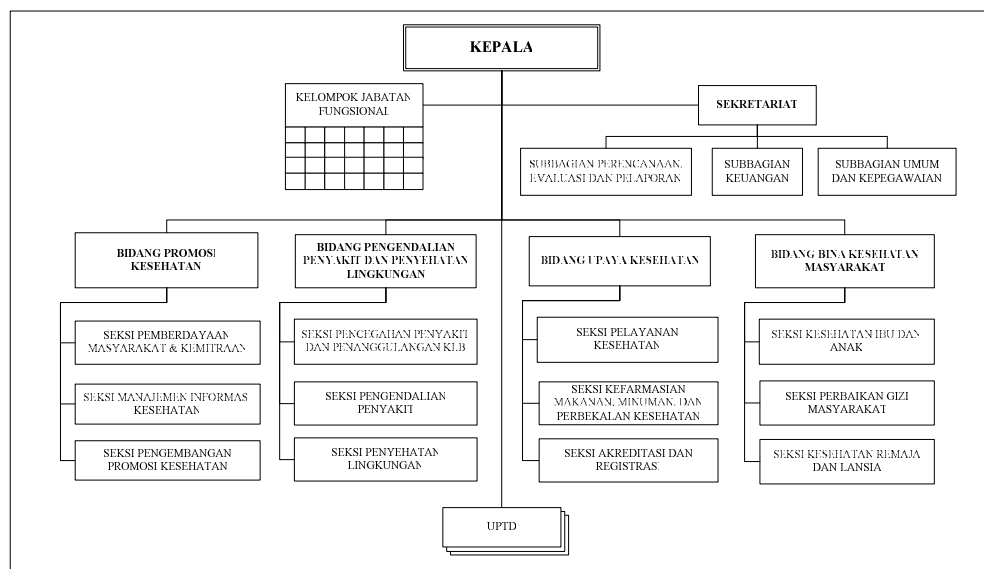 KEPALA
KELOMPOK JABATAN
FUNGSIONAL
SEKRETARIAT
SUBBAGIAN PERENCANAAN,
EVALUASI DAN PELAPORAN
SUBBAGIAN
KEUANGAN
SUBBAGIAN UMUM
DAN KEPEGAWAIAN
BIDANG PROMOSI
KESEHATAN
BIDANG PENGENDALIAN
PENYAKIT DAN PENYEHATAN
LINGKUNGAN
BIDANG UPAYA KESEHATAN
BIDANG BINA KESEHATAN
MASYARAKAT
SEKSI PEMBERDAYAAN
MASYARAKAT & KEMITRAAN
SEKSI MANAJEMEN INFORMAS
KESEHATAN
SEKSI PENGEMBANGAN
PROMOSI KESEHATAN
SEKSI PENCEGAHAN PENYAKIT
DAN PENANGGULANGAN KLB
SEKSI PENGENDALIAN
PENYAKIT
SEKSI PENYEHATAN
LINGKUNGAN
SEKSI PELAYANAN
KESEHATAN
SEKSI KEFARMASIAN
MAKANAN, MINUMAN, DAN
PERBEKALAN KESEHATAN
SEKSI AKREDITASI DAN
REGISTRASI
SEKSI KESEHATAN IBU DAN
ANAK
SEKSI PERBAIKAN GIZI
MASYARAKAT
SEKSI KESEHATAN REMAJA
DAN LANSIA
UPTD